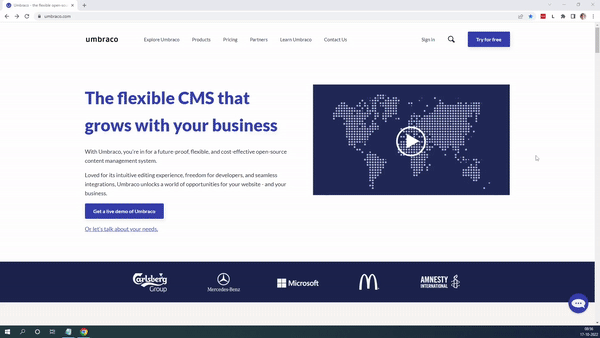 Umbraco - the flexible open-sou
umbraco.com
umbraco
Explore Umbraco
Products
Pricing
Partners
Learn Umbraco
Contact Us
Sign in
Try for free
The flexible CMS that
grows with your business
With Umbraco, you're in for a future-proof, flexible, and cost-effective open-source
content management system.
Loved for its intuitive editing experience, freedom for developers, and seamless
integrations, Umbraco unlocks a world of opportunities for your website - and your
business.
Get a live demo of Umbraco
Or let's talk about your needs.
Carlsberg
Group
Mercedes-Benz
Microsoft
AMNESTY
INTERNATIONAL
17-10-2022